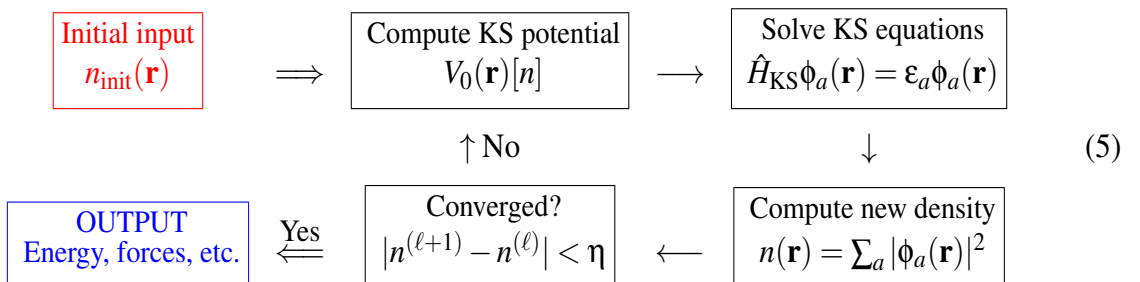 Initial input
n_init(r)
⟹
Compute KS potential
V_0(r)[n]
⟶
Solve KS equations
Ĥ_KS ϕ_a(r) = ε_a ϕ_a(r)
↑ No
↓
(5)
OUTPUT
Energy, forces, etc.
Yes
⟸
Converged?
|n^(ℓ+1) − n^(ℓ)| < η
⟵
Compute new density
n(r) = ∑_a |ϕ_a(r)|^2